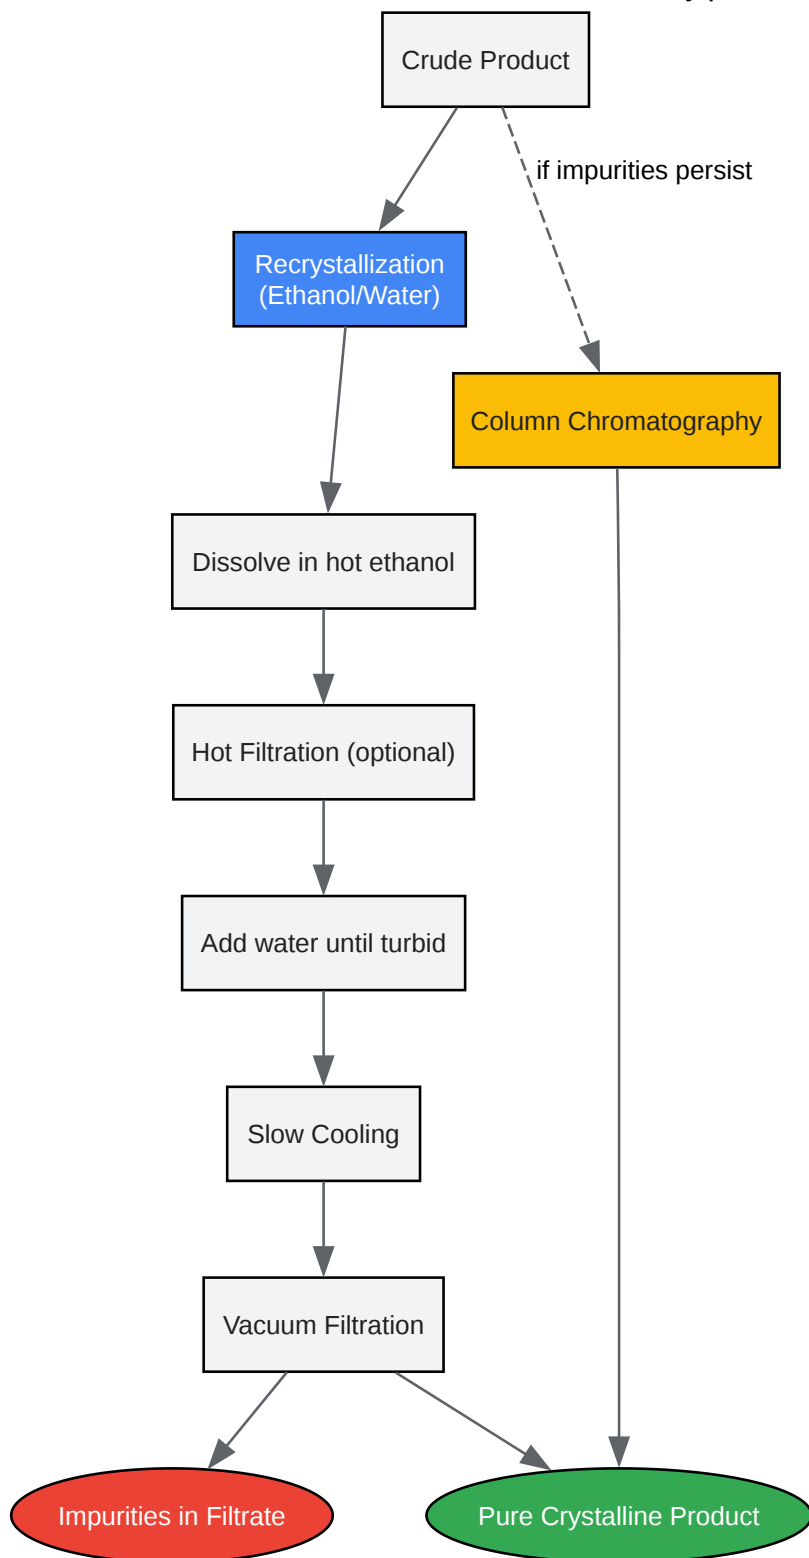 Crude Product
if impurities persist
Recrystallization
(Ethanol/Water)
Column Chromatography
Dissolve in hot ethanol
Hot Filtration (optional)
Add water until turbid
Slow Cooling
Vacuum Filtration
Impurities in Filtrate
Pure Crystalline Product